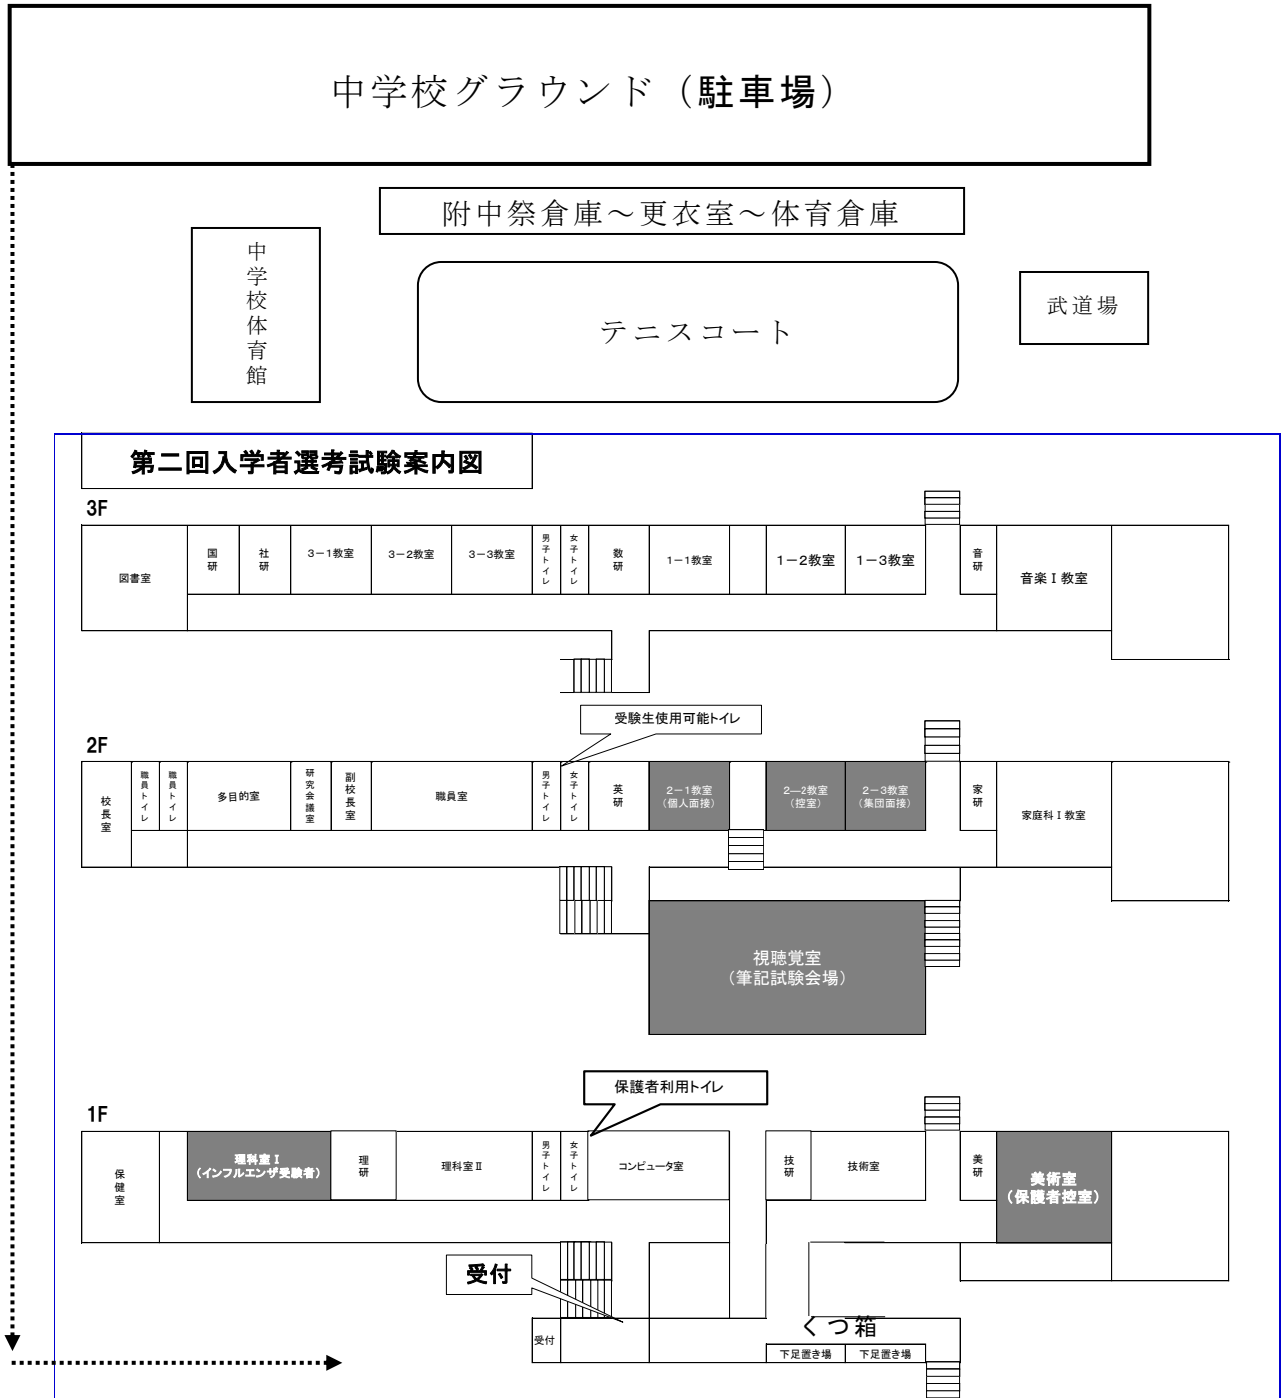 中学校グラウンド（駐車場）
附中祭倉庫～更衣室～体育倉庫
中学校体育館
テニスコート
武道場
第二回入学者選考試験案内図
3F
図書室
国研
社研
3－1教室
3－2教室
3－3教室
男子トイレ
女子トイレ
数研
1－1教室
1－2教室
1－3教室
音研
音楽Ⅰ教室
受験生使用可能トイレ
2F
校長室
職員トイレ
職員トイレ
多目的室
研究会議室
副校長室
職員室
男子トイレ
女子トイレ
英研
2－1教室
（個人面接）
2―2教室
（控室）
2－3教室
（集団面接）
家研
家庭科Ⅰ教室
視聴覚室
（筆記試験会場）
保護者利用トイレ
1F
保健室
理科室Ⅰ
（インフルエンザ受験者）
理研
理科室Ⅱ
男子トイレ
女子トイレ
コンピュータ室
技研
技術室
美研
美術室
（保護者控室）
受付
受付
くつ箱
下足置き場
下足置き場